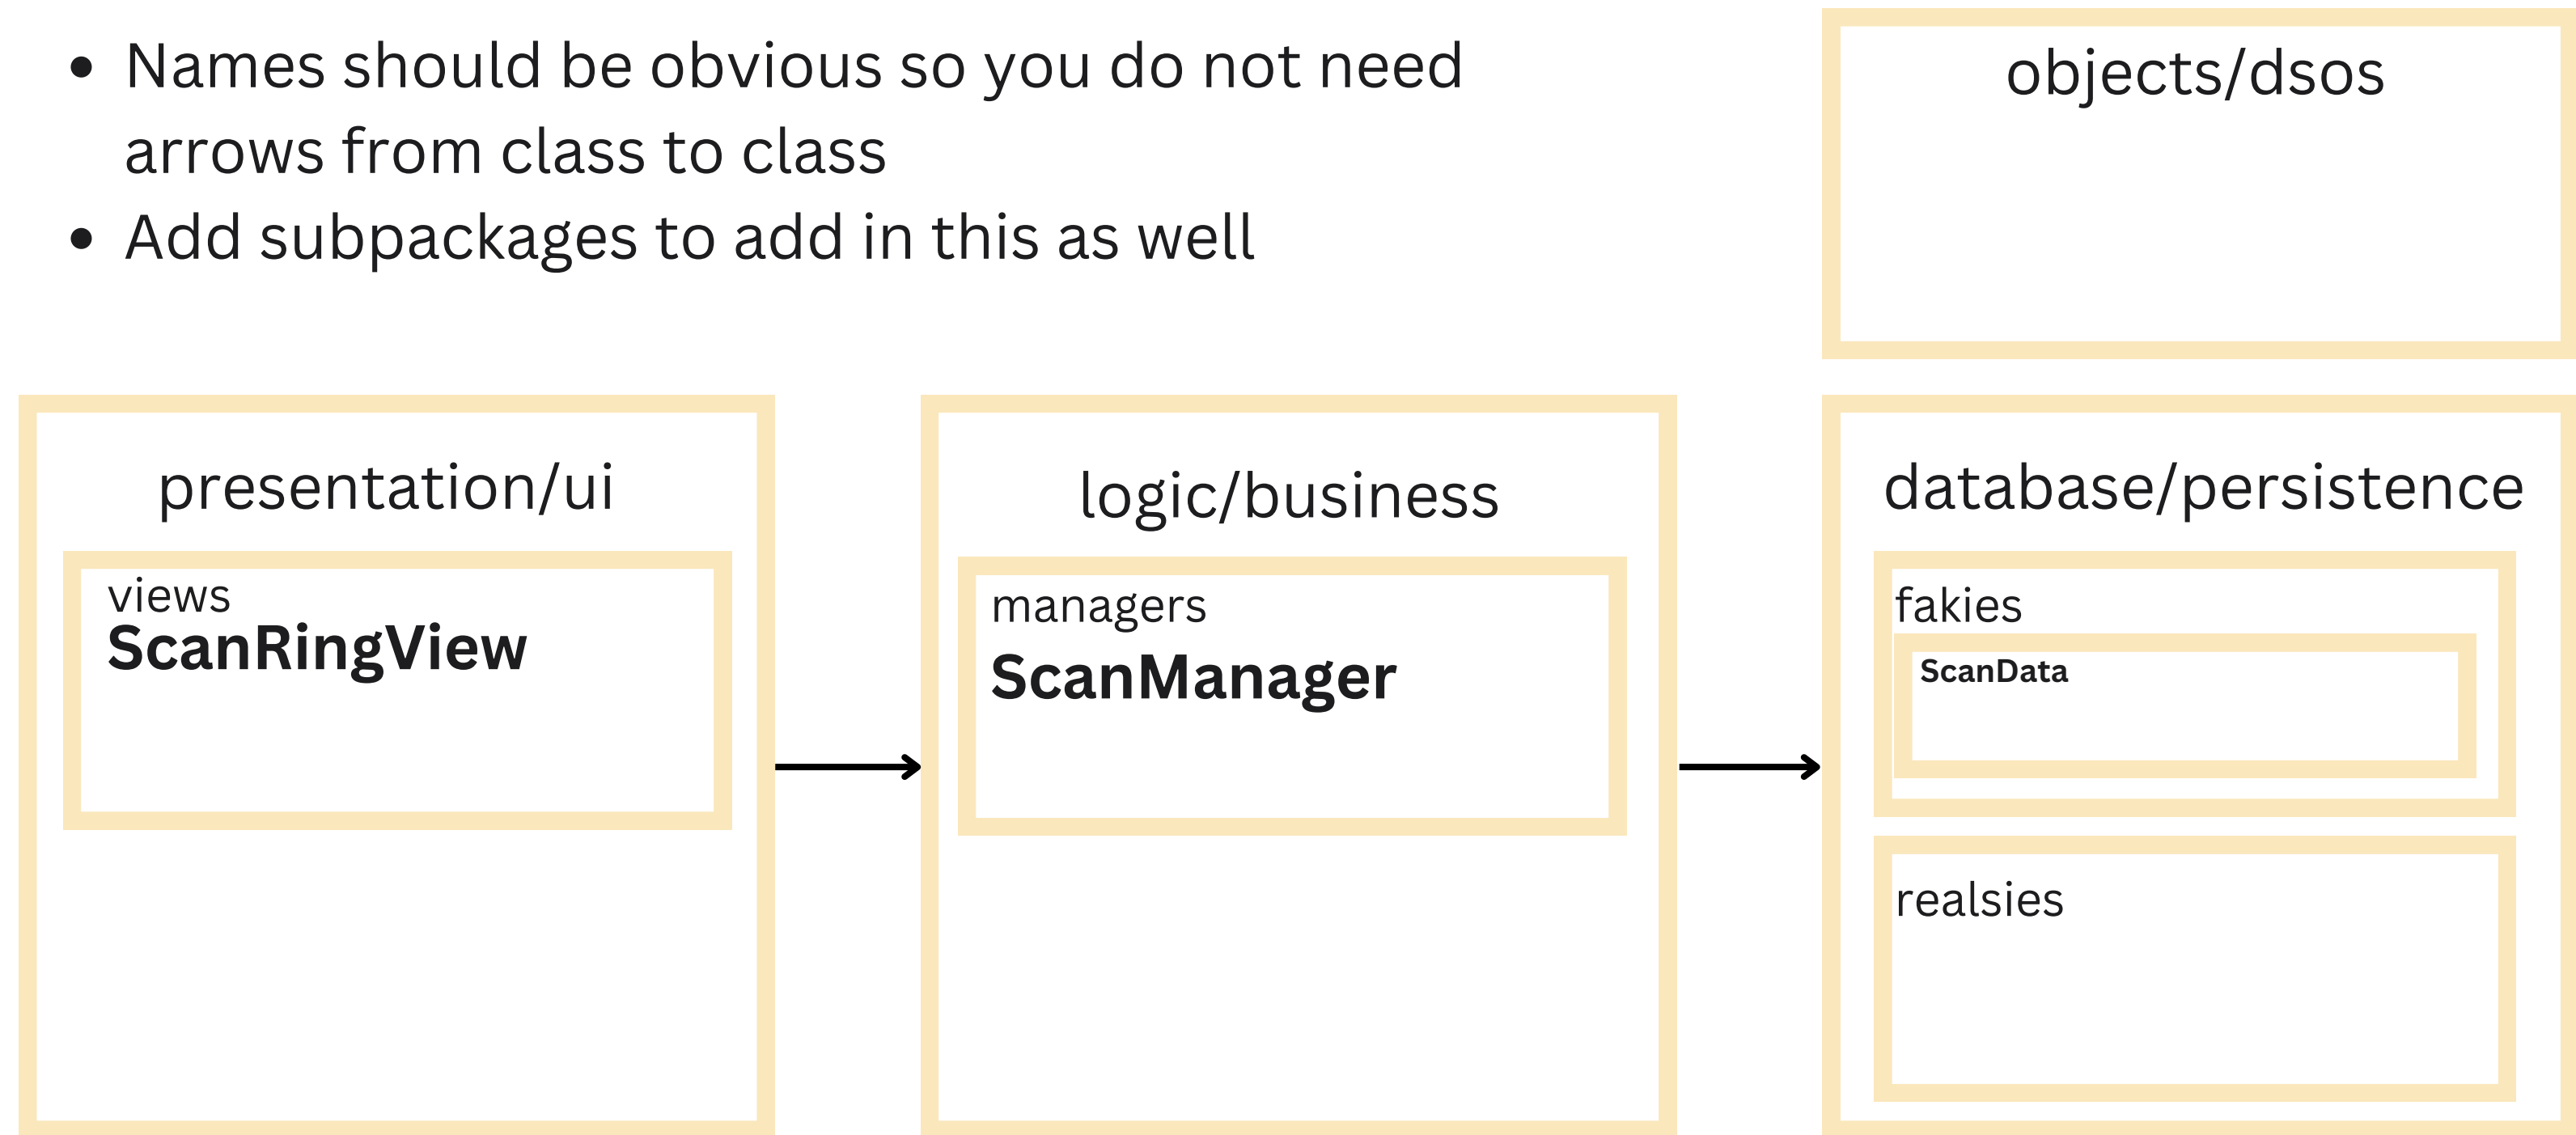 • Names should be obvious so you do not need
arrows from class to class
• Add subpackages to add in this as well
objects/dsos
presentation/ui
views
ScanRingView
logic/business
managers
ScanManager
database/persistence
fakies
ScanData
realsies